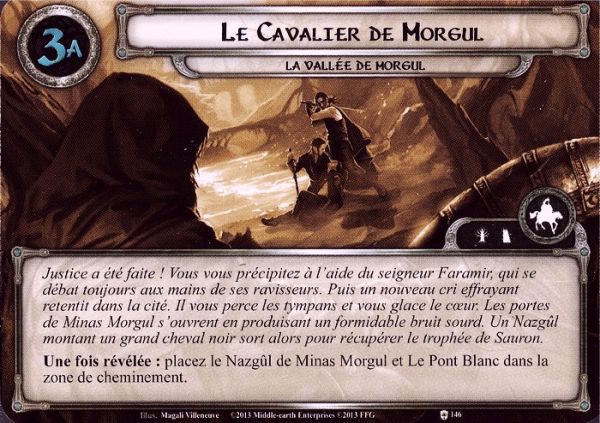 3A
LE CAVALIER DE MORGUL
LA VALLÉE DE MORGUL
Justice a été faite ! Vous vous précipitez à l'aide du seigneur Faramir, qui se
débat toujours aux mains de ses ravisseurs. Puis un nouveau cri effrayant
retentit dans la cité. Il vous perce les tympans et vous glace le cœur. Les portes
de Minas Morgul s'ouvrent en produisant un formidable bruit sourd. Un Nazgûl
montant un grand cheval noir sort alors pour récupérer le trophée de Sauron.
Une fois révélée : placez le Nazgûl de Minas Morgul et Le Pont Blanc dans la
zone de cheminement.
Illus. Magali Villeneuve ©2013 Middle-earth Enterprises ©2013 FFG 146